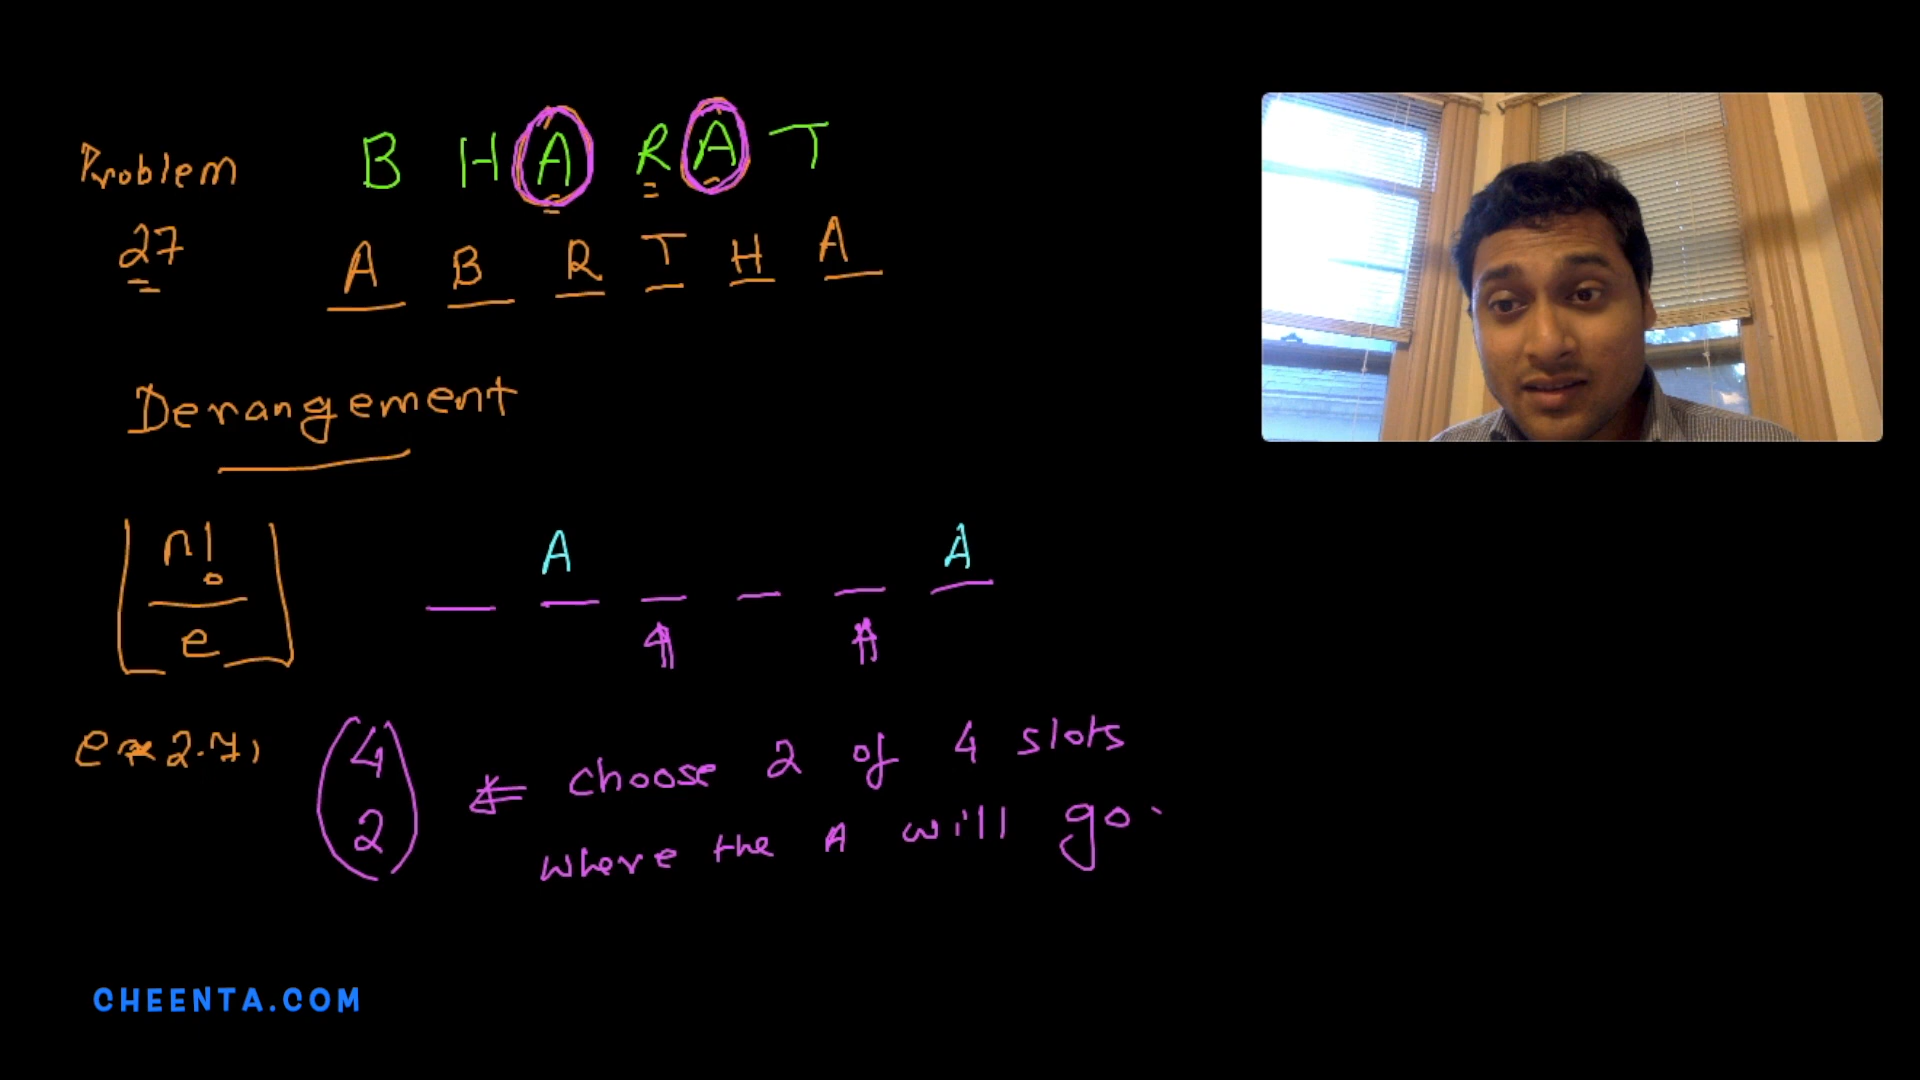 Problem
27
B H A R A T
A B R T H A
Derangement
n!
e
A A
A A
e ≈ 2.71
4
2
⇐ choose 2 of 4 slots
where the A will go.
CHEENTA.COM